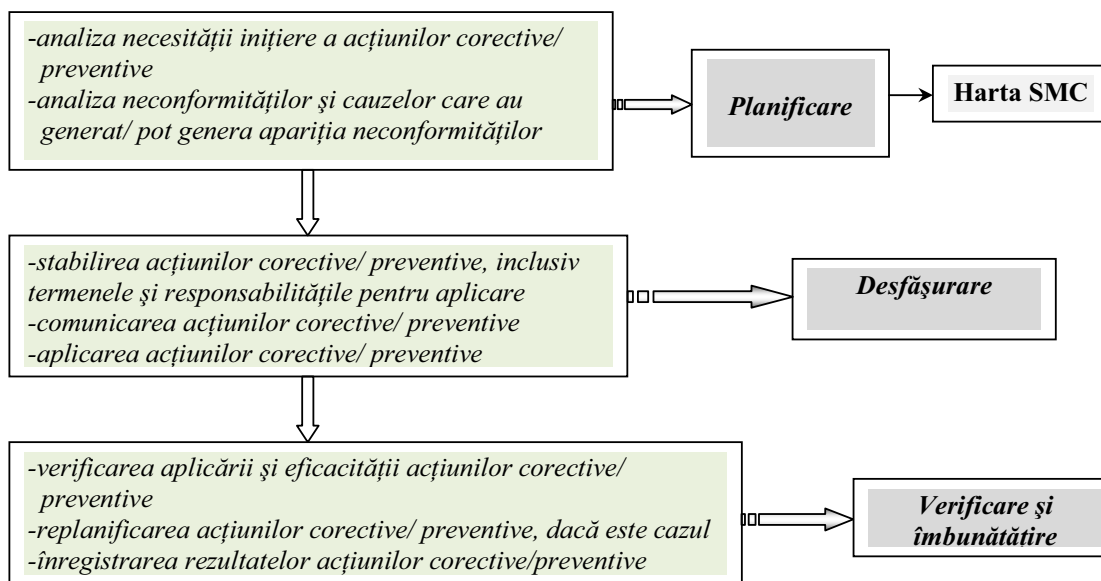 -analiza necesității inițiere a acțiunilor corective/
preventive
-analiza neconformităților şi cauzelor care au
generat/ pot genera apariția neconformităților
Planificare
Harta SMC
-stabilirea acțiunilor corective/ preventive, inclusiv
termenele şi responsabilitățile pentru aplicare
-comunicarea acțiunilor corective/ preventive
-aplicarea acțiunilor corective/ preventive
Desfăşurare
-verificarea aplicării şi eficacității acțiunilor corective/
preventive
-replanificarea acțiunilor corective/ preventive, dacă este cazul
-înregistrarea rezultatelor acțiunilor corective/preventive
Verificare şi
îmbunătățire